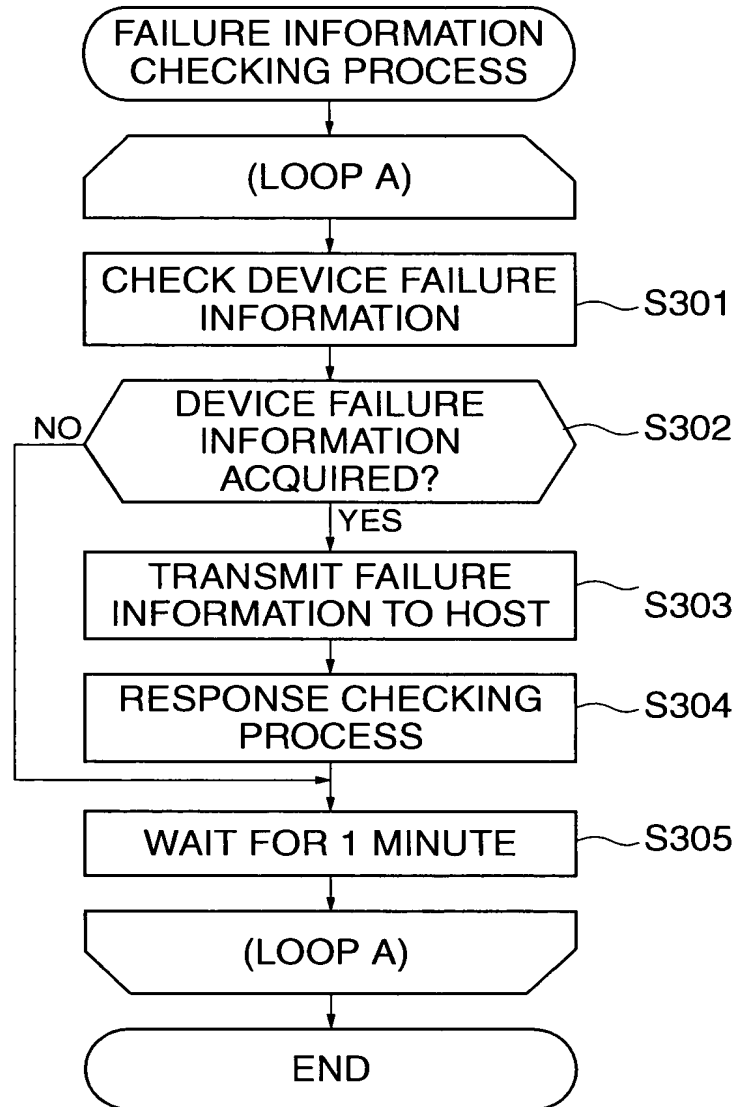 FAILURE INFORMATION
CHECKING PROCESS
(LOOP A)
CHECK DEVICE FAILURE
INFORMATION
S301
DEVICE FAILURE
INFORMATION
ACQUIRED?
S302
NO
YES
TRANSMIT FAILURE
INFORMATION TO HOST
S303
RESPONSE CHECKING
PROCESS
S304
WAIT FOR 1 MINUTE
S305
(LOOP A)
END